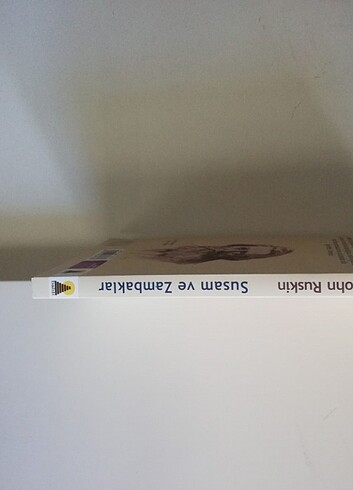 ohn Ruskin
Susam ve Zambaklar